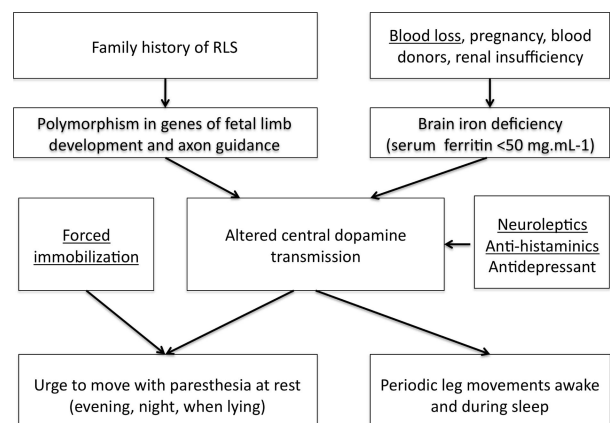 Family history of RLS
Blood loss, pregnancy, blood
donors, renal insufficiency
Polymorphism in genes of fetal limb
development and axon guidance
Brain iron deficiency
(serum ferritin <50 mg.mL-1)
Forced
immobilization
Altered central dopamine
transmission
Neuroleptics
Anti-histaminics
Antidepressant
Urge to move with paresthesia at rest
(evening, night, when lying)
Periodic leg movements awake
and during sleep